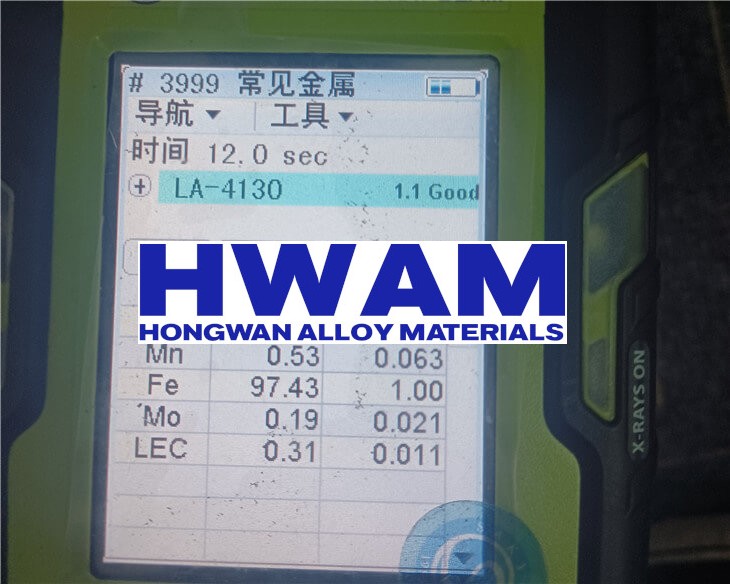 # 3999 常见金属
导航 ▼ 工具 ▼
时间 12.0 sec
LA-4130 1.1 Good
HWAM
HONGWAN ALLOY MATERIALS
Mn 0.53 0.063
Fe 97.43 1.00
Mo 0.19 0.021
LEC 0.31 0.011
X-RAYS ON